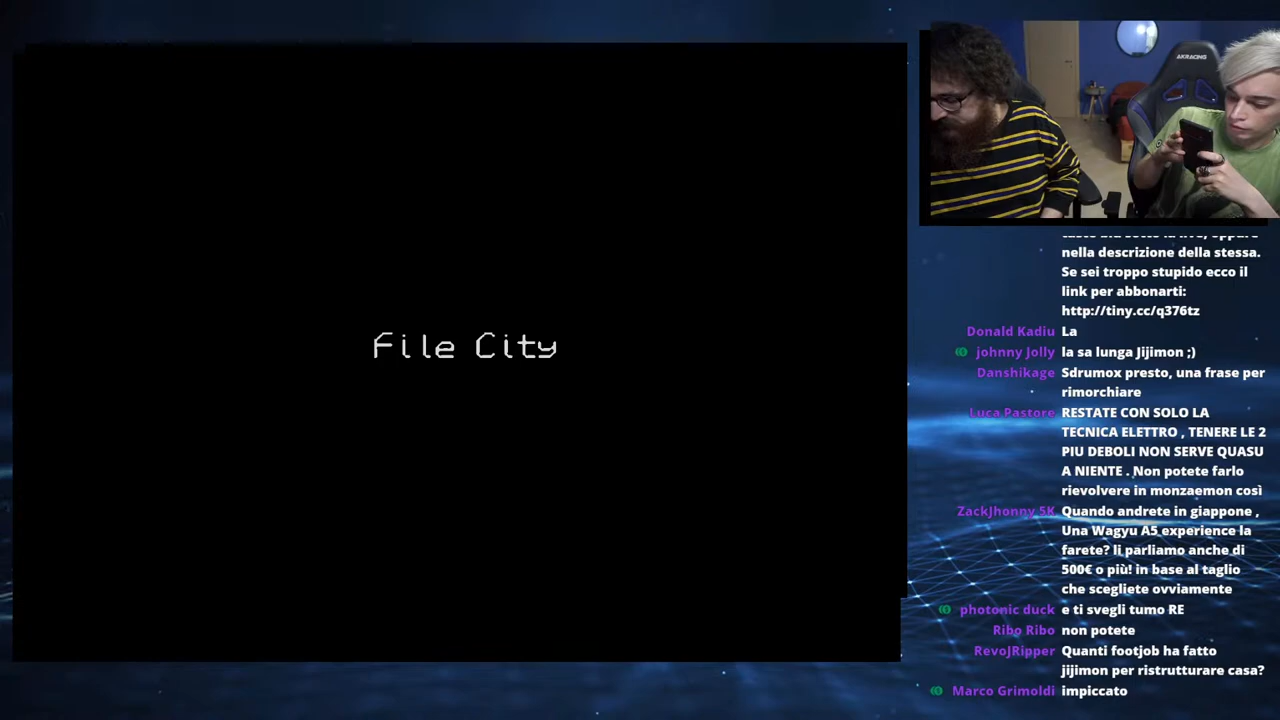 AKRACING
File City
nella descrizione della stessa.
Se sei troppo stupido ecco il
link per abbonarti:
http://tiny.cc/q376tz
Donald Kadiu La
johnny Jolly la sa lunga Jijimon ;)
Danshikage Sdrumox presto, una frase per
rimorchiare
Luca Pastore RESTATE CON SOLO LA
TECNICA ELETTRO , TENERE LE 2
PIU DEBOLI NON SERVE QUASU
A NIENTE . Non potete farlo
rievolvere in monzaemon così
ZackJhonny 5K Quando andrete in giappone ,
Una Wagyu A5 experience la
farete? li parliamo anche di
500€ o più! in base al taglio
che scegliete ovviamente
photonic duck e ti svegli tumo RE
Ribo Ribo non potete
RevoJRipper Quanti footjob ha fatto
jijimon per ristrutturare casa?
Marco Grimoldi impiccato